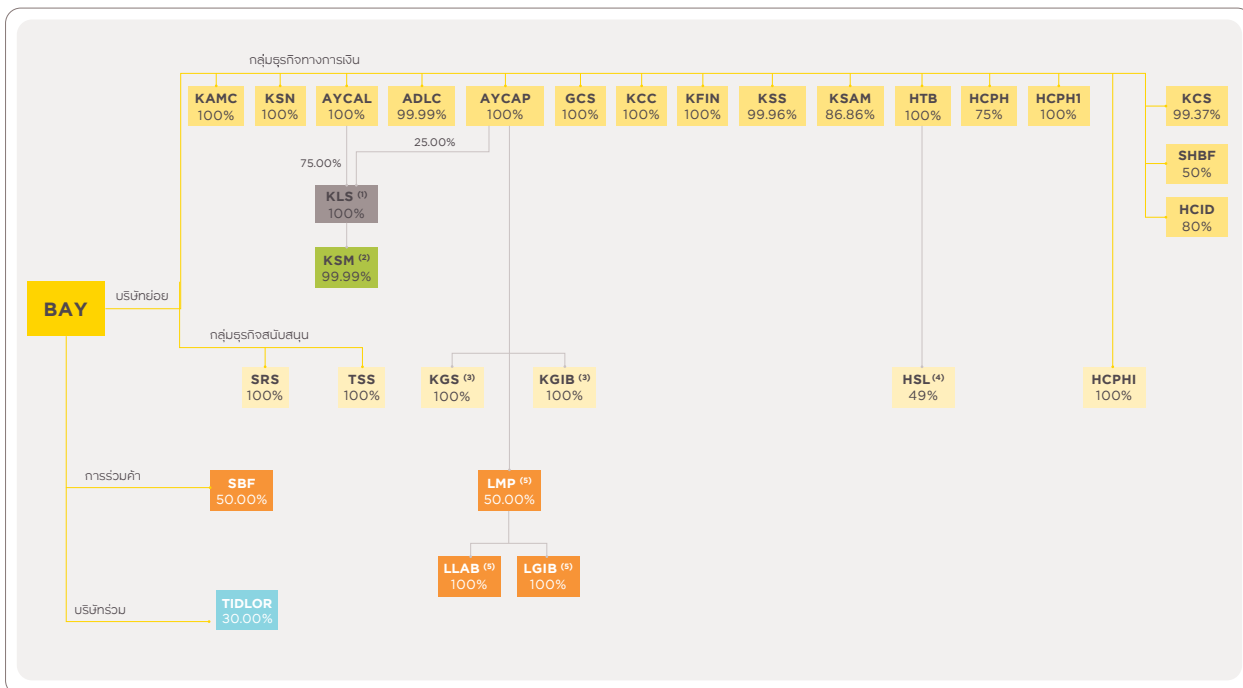 กลุ่มธุรกิจทางการเงิน
KAMC
100%
KSN
100%
AYCAL
100%
ADLC
99.99%
AYCAP
100%
GCS
100%
KCC
100%
KFIN
100%
KSS
99.96%
KSAM
86.86%
HTB
100%
HCPH
75%
HCPH1
100%
KCS
99.37%
SHBF
50%
HCID
80%
75.00%
25.00%
KLS (1)
100%
KSM (2)
99.99%
BAY
บริษัทย่อย
กลุ่มธุรกิจสนับสนุน
SRS
100%
TSS
100%
KGS (3)
100%
KGIB (3)
100%
HSL (4)
49%
HCPHI
100%
การร่วมค้า
SBF
50.00%
LMP (5)
50.00%
LLAB (5)
100%
LGIB (5)
100%
บริษัทร่วม
TIDLOR
30.00%